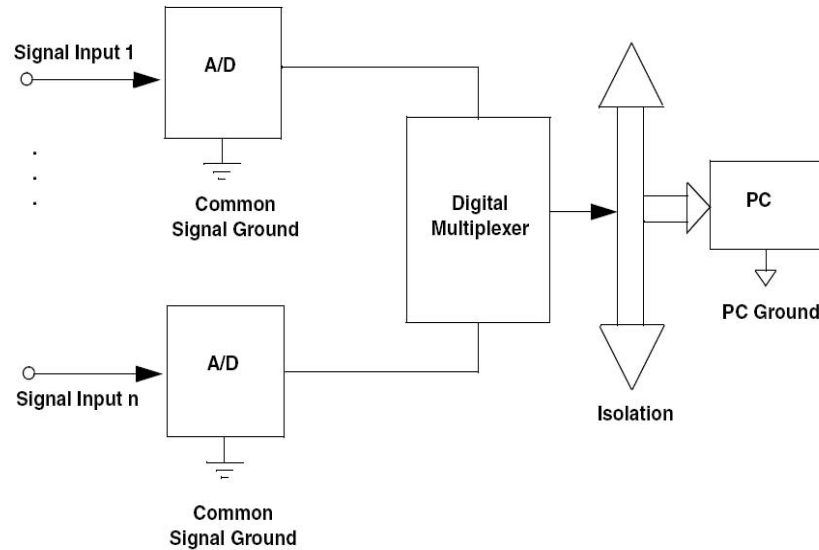 Signal Input 1
A/D
Common
Signal Ground
Digital
Multiplexer
PC
PC Ground
Isolation
A/D
Signal Input n
Common
Signal Ground